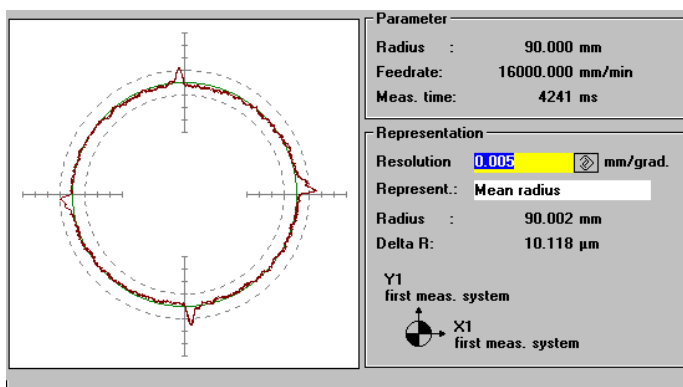 Parameter
Radius : 90.000 mm
Feedrate: 16000.000 mm/min
Meas. time: 4241 ms
Representation
Resolution 0.005 mm/grad.
Represent.: Mean radius
Radius : 90.002 mm
Delta R: 10.118 µm
Y1
first meas. system
X1
first meas. system